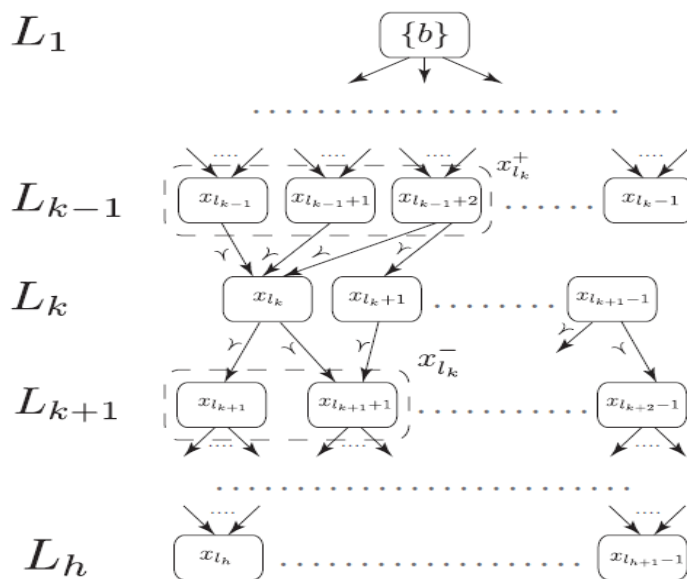 L_1 {b}
x_{l_k}^+
L_{k-1} x_{l_{k-1}} x_{l_{k-1}+1} x_{l_{k-1}+2} x_{l_k-1}
≻ ≻ ≻ ≻
L_k x_{l_k} x_{l_k+1} x_{l_{k+1}-1}
≻ ≻ ≻ ≻ ≻
x_{l_k}^-
L_{k+1} x_{l_{k+1}} x_{l_{k+1}+1} x_{l_{k+2}-1}
L_h x_{l_h} x_{l_{h+1}-1}